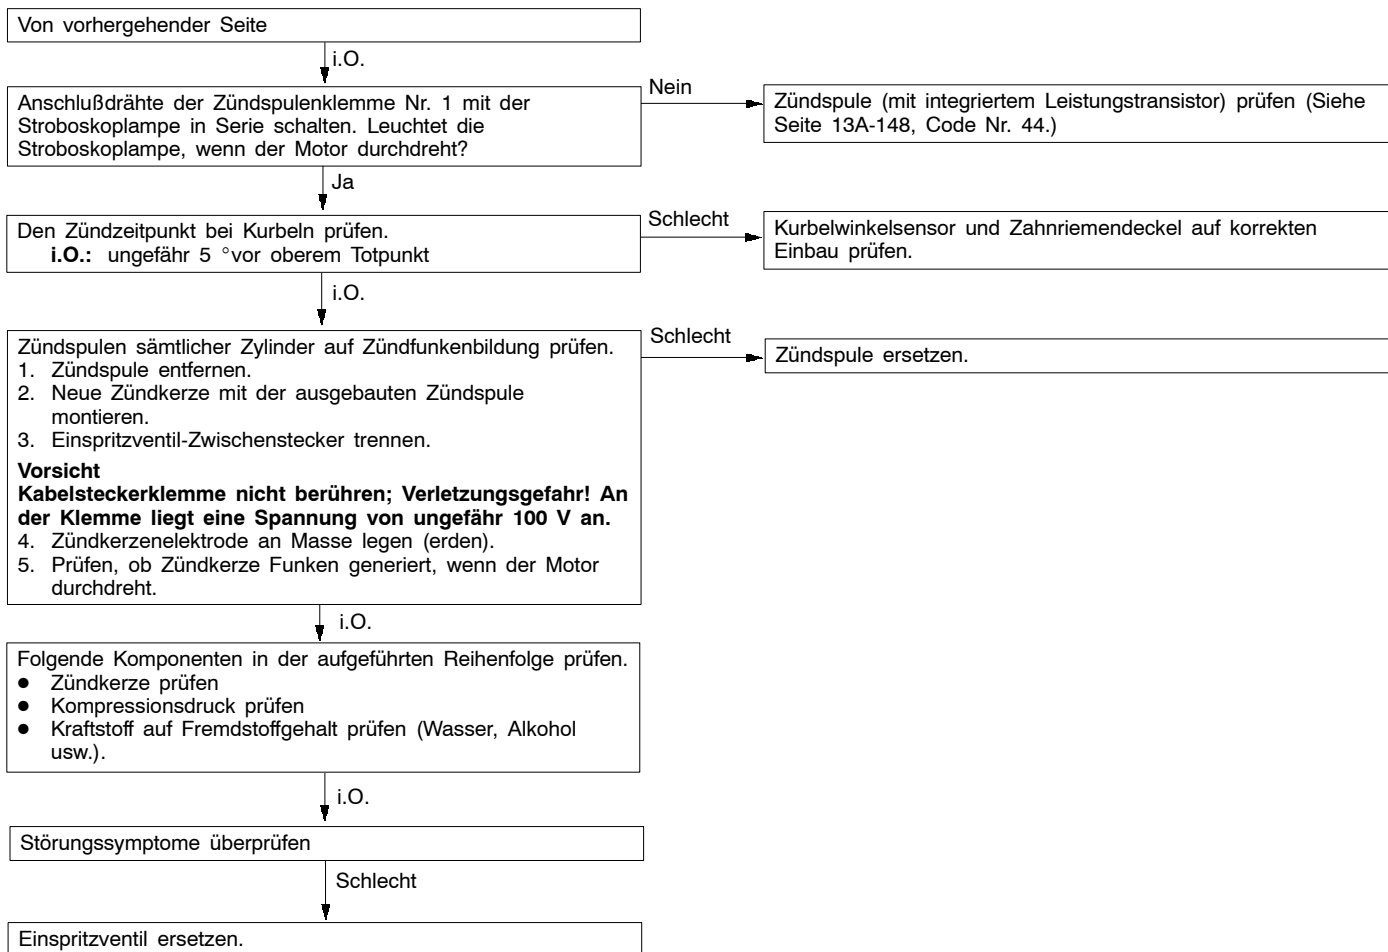 Von vorhergehender Seite
i.O.
Anschlußdrähte der Zündspulenklemme Nr. 1 mit der
Stroboskoplampe in Serie schalten. Leuchtet die
Stroboskoplampe, wenn der Motor durchdreht?
Nein
Zündspule (mit integriertem Leistungstransistor) prüfen (Siehe
Seite 13A-148, Code Nr. 44.)
Ja
Den Zündzeitpunkt bei Kurbeln prüfen.
i.O.: ungefähr 5 °vor oberem Totpunkt
Schlecht
Kurbelwinkelsensor und Zahnriemendeckel auf korrekten
Einbau prüfen.
i.O.
Zündspulen sämtlicher Zylinder auf Zündfunkenbildung prüfen.
1. Zündspule entfernen.
2. Neue Zündkerze mit der ausgebauten Zündspule
montieren.
3. Einspritzventil-Zwischenstecker trennen.
Vorsicht
Kabelsteckerklemme nicht berühren; Verletzungsgefahr! An
der Klemme liegt eine Spannung von ungefähr 100 V an.
4. Zündkerzenelektrode an Masse legen (erden).
5. Prüfen, ob Zündkerze Funken generiert, wenn der Motor
durchdreht.
Schlecht
Zündspule ersetzen.
i.O.
Folgende Komponenten in der aufgeführten Reihenfolge prüfen.
● Zündkerze prüfen
● Kompressionsdruck prüfen
● Kraftstoff auf Fremdstoffgehalt prüfen (Wasser, Alkohol
usw.).
i.O.
Störungssymptome überprüfen
Schlecht
Einspritzventil ersetzen.